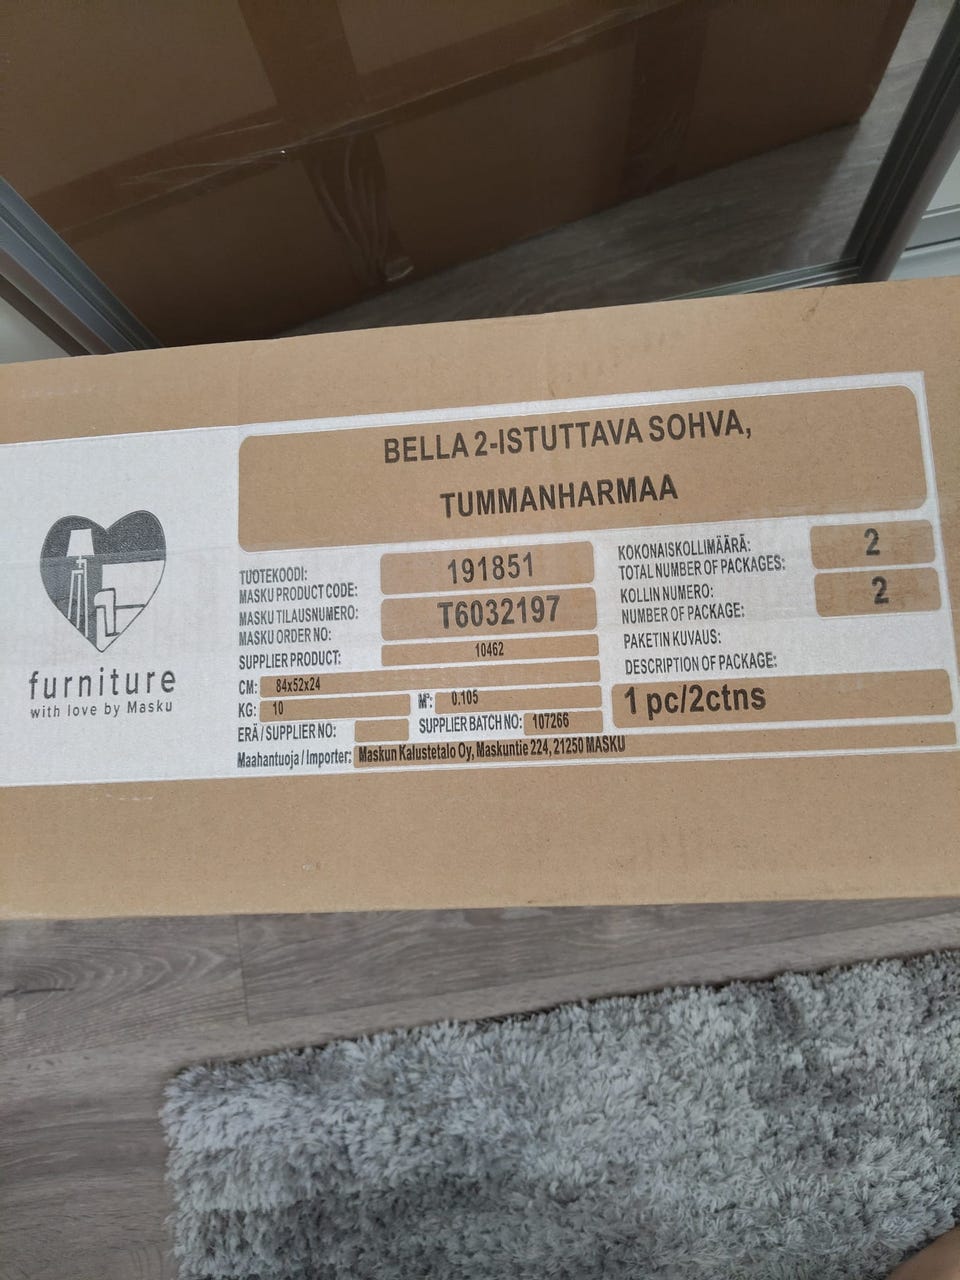 BELLA 2-ISTUTTAVA SOHVA,
TUMMANHARMAA
furniture
with love by Masku
TUOTEKOODI:
MASKU PRODUCT CODE:
191851
MASKU TILAUSNUMERO:
MASKU ORDER NO:
T6032197
SUPPLIER PRODUCT:
10462
CM: 84x52x24
KG: 10
M³: 0.105
ERÄ / SUPPLIER NO:
SUPPLIER BATCH NO: 107266
Maahantuoja / Importer: Maskun Kalustetalo Oy, Maskuntie 224, 21250 MASKU
KOKONAISKOLLIMÄÄRÄ:
TOTAL NUMBER OF PACKAGES:
2
KOLLIN NUMERO:
NUMBER OF PACKAGE:
2
PAKETIN KUVAUS:
DESCRIPTION OF PACKAGE:
1 pc/2ctns